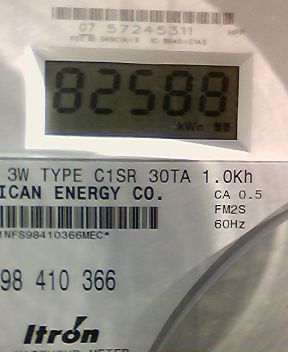 07 57245311
82588
kWh
3W TYPE C1SR 30TA 1.0Kh
ICAN ENERGY CO.
CA 0.5
FM2S
60Hz
1NFS98410366MEC*
98 410 366
Itron